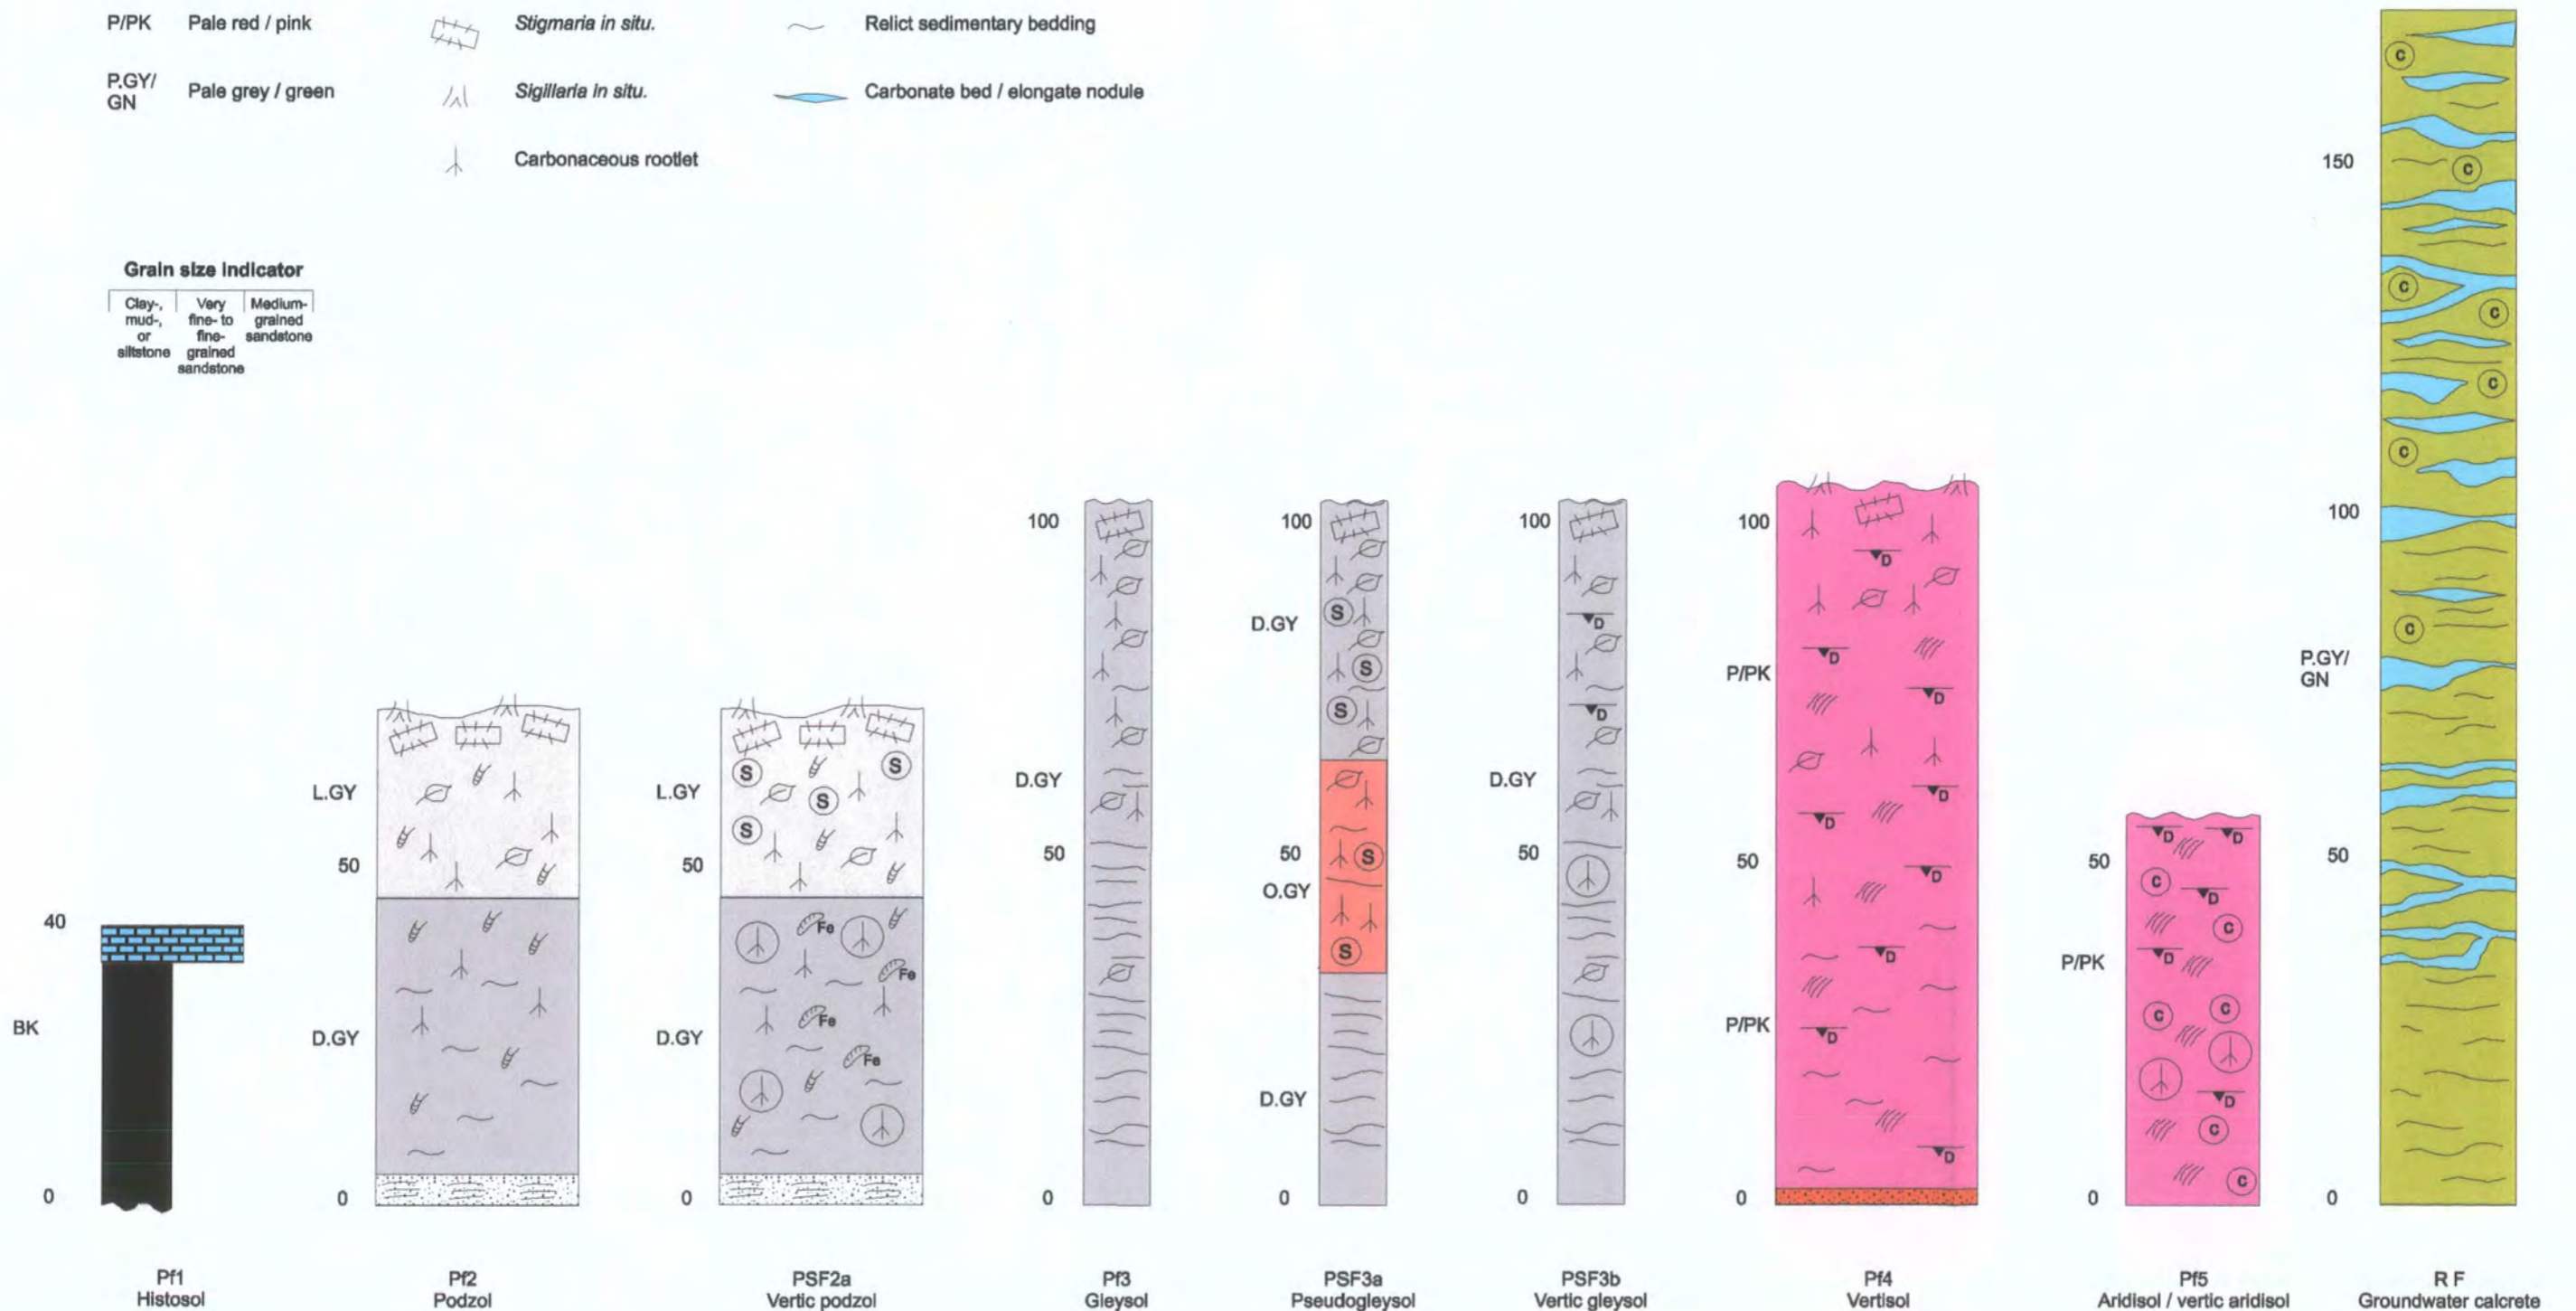 P/PK Pale red / pink
Stigmaria in situ.
Relict sedimentary bedding
P.GY/
GN
Pale grey / green
Sigillaria in situ.
Carbonate bed / elongate nodule
Carbonaceous rootlet
Grain size indicator
Clay-,
mud-,
or
siltstone
Very
fine- to
fine-
grained
sandstone
Medium-
grained
sandstone
40
BK
0
Pf1
Histosol
L.GY
50
D.GY
0
Pf2
Podzol
S
S
S
S
L.GY
50
Fe
Fe
Fe
Fe
D.GY
0
PSF2a
Vertic podzol
100
D.GY
50
0
Pf3
Gleysol
100
D.GY
S
S
S
50
S
O.GY
S
D.GY
0
PSF3a
Pseudogleysol
100
D
D
D.GY
50
0
PSF3b
Vertic gleysol
100
D
D
P/PK
D
D
D
50
D
D
P/PK
D
D
0
Pf4
Vertisol
D
D
50
C
D
C
D
P/PK
C
C
D
C
C
0
Pf5
Aridisol / vertic aridisol
C
150
C
C
C
C
C
100
C
P.GY/
GN
50
0
R F
Groundwater calcrete